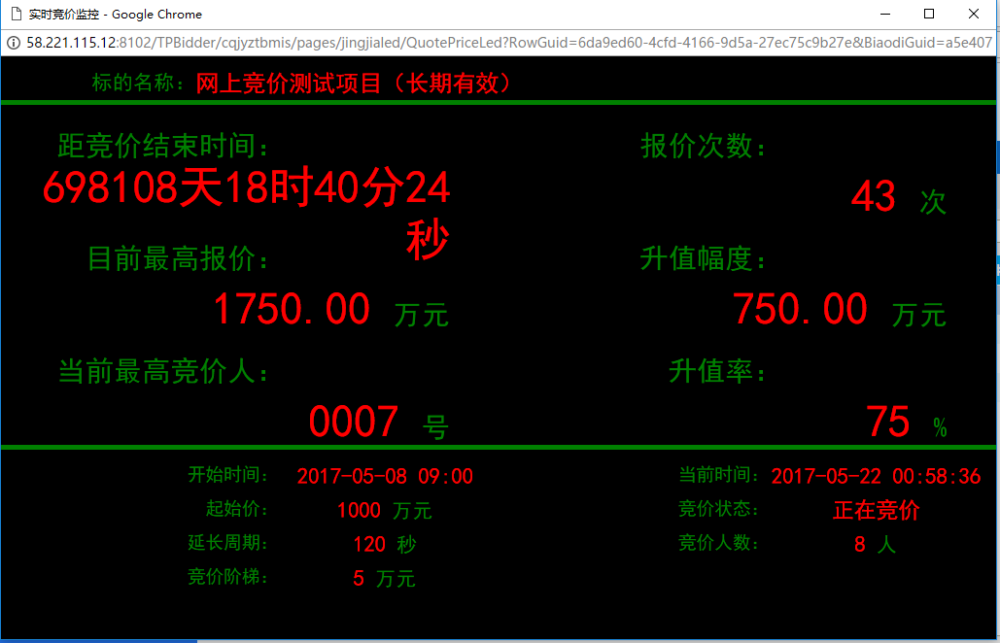 实时竞价监控 - Google Chrome
58.221.115.12:8102/TPBidder/cqjyztbmis/pages/jingjialed/QuotePriceLed?RowGuid=6da9ed60-4cfd-4166-9d5a-27ec75c9b27e&BiaodiGuid=a5e407
标的名称：网上竞价测试项目（长期有效）
距竞价结束时间： 报价次数：
698108天18时40分24
秒
43 次
目前最高报价： 升值幅度：
1750.00 万元 750.00 万元
当前最高竞价人： 升值率：
0007 号 75 %
开始时间： 2017-05-08 09:00 当前时间： 2017-05-22 00:58:36
起始价： 1000 万元 竞价状态： 正在竞价
延长周期： 120 秒 竞价人数： 8 人
竞价阶梯： 5 万元